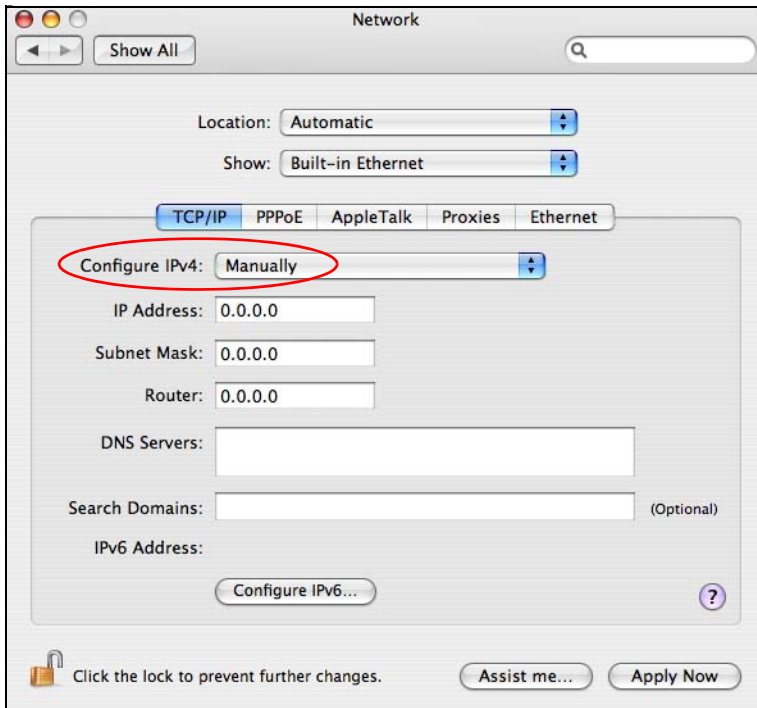 Network
Show All
Location: Automatic
Show: Built-in Ethernet
TCP/IP PPPoE AppleTalk Proxies Ethernet
Configure IPv4: Manually
IP Address: 0.0.0.0
Subnet Mask: 0.0.0.0
Router: 0.0.0.0
DNS Servers:
Search Domains: (Optional)
IPv6 Address:
Configure IPv6...
?
Click the lock to prevent further changes. Assist me... Apply Now